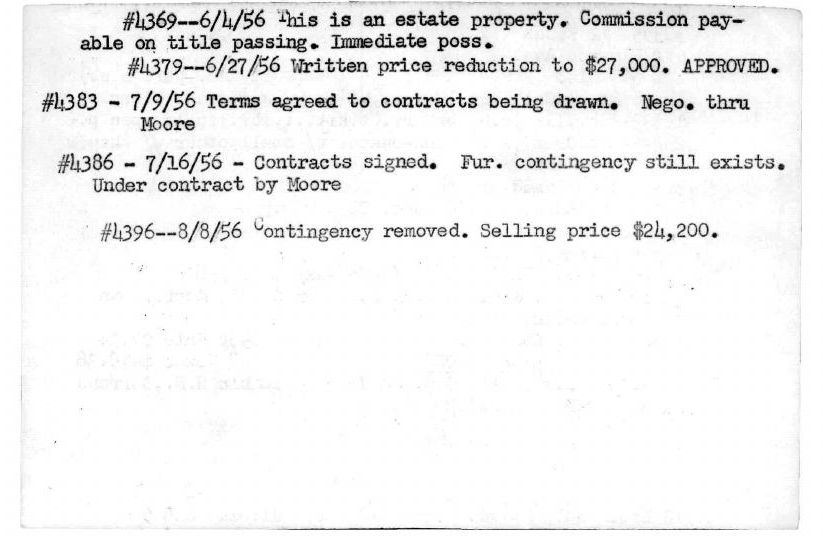 #4369--6/4/56 This is an estate property. Commission pay-
able on title passing. Immediate poss.
#4379--6/27/56 Written price reduction to $27,000. APPROVED.
#4383 - 7/9/56 Terms agreed to contracts being drawn. Nego. thru
Moore
#4386 - 7/16/56 - Contracts signed. Fur. contingency still exists.
Under contract by Moore
#4396--8/8/56 Contingency removed. Selling price $24,200.